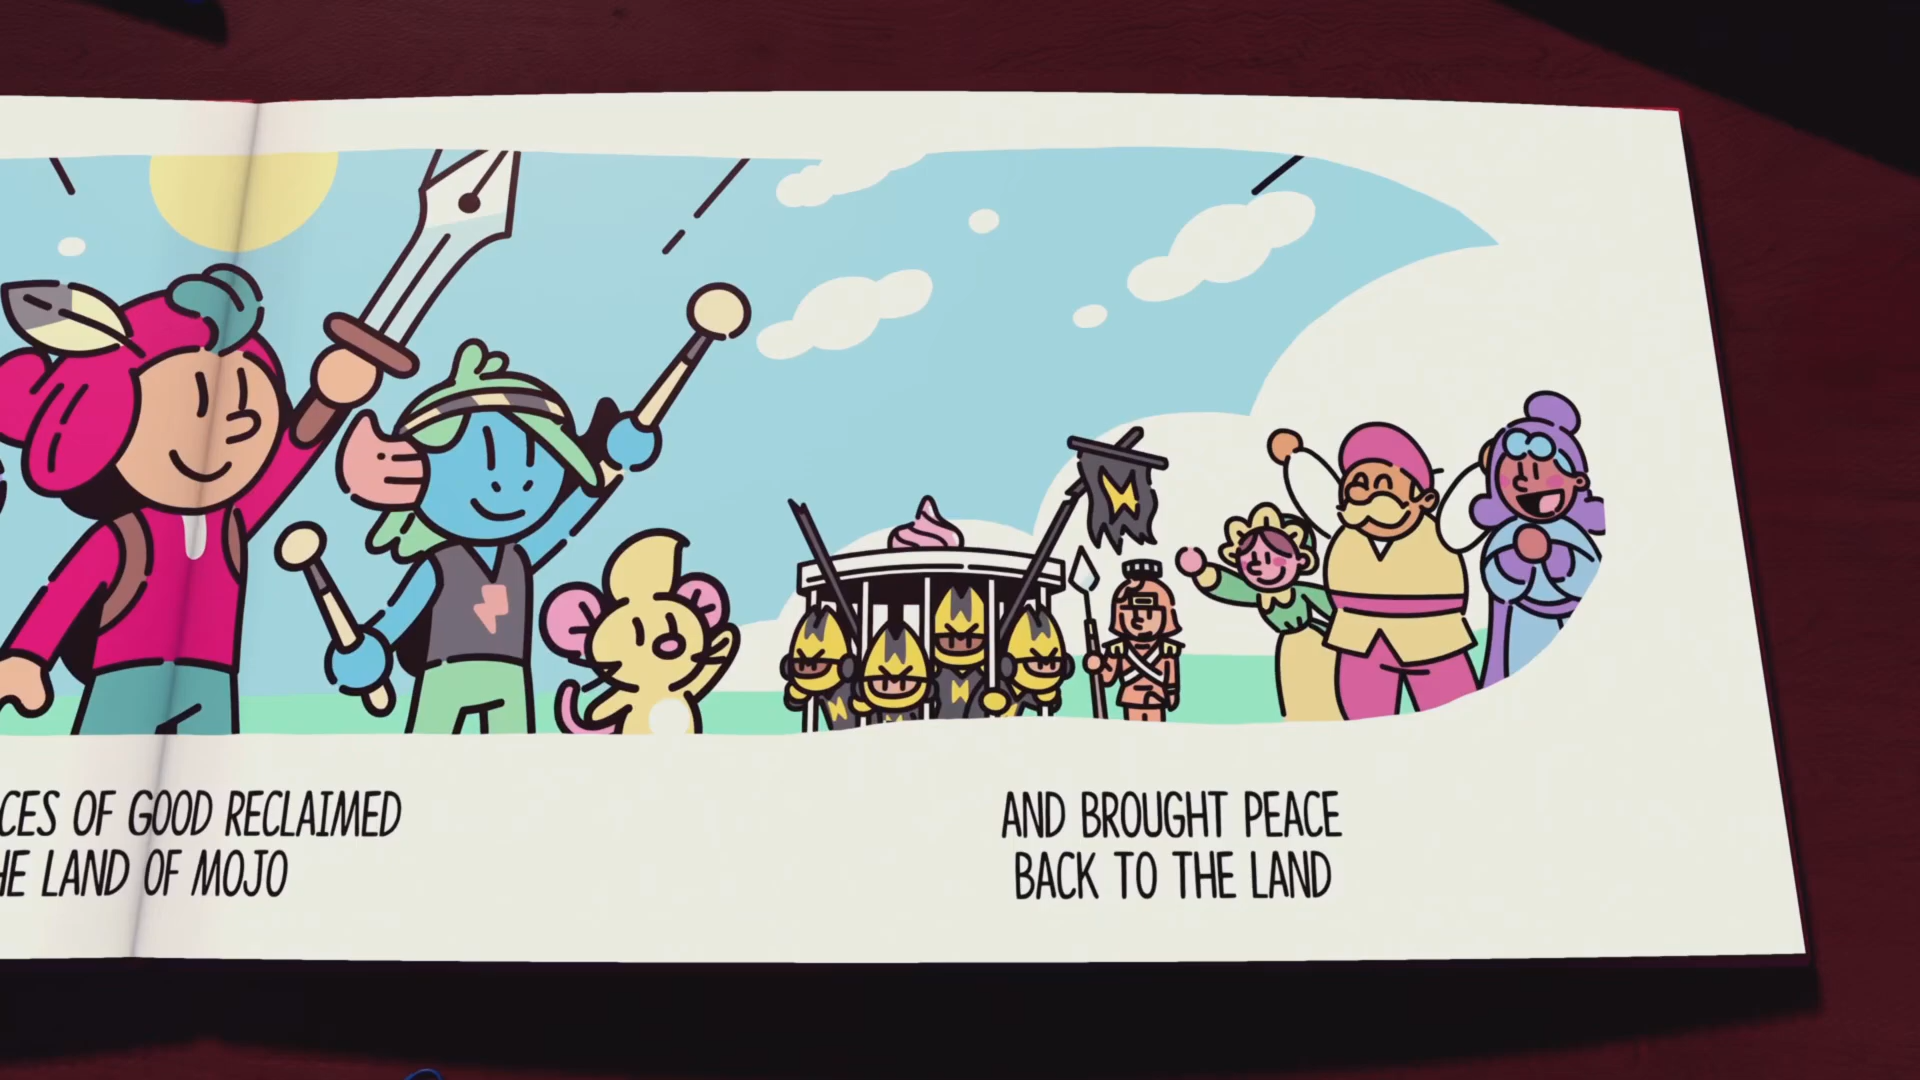 CES OF GOOD RECLAIMED
HE LAND OF MOJO
AND BROUGHT PEACE
BACK TO THE LAND